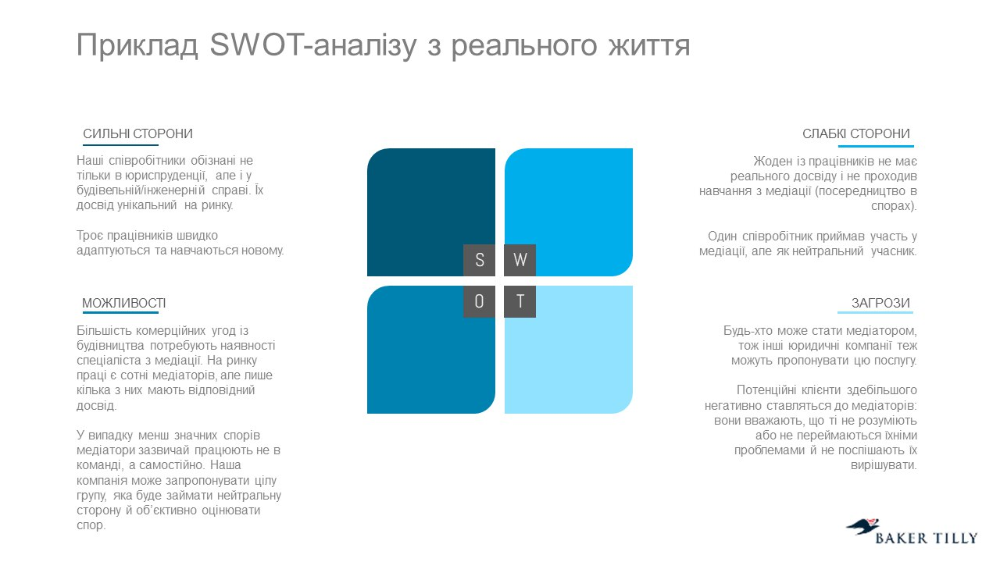 Приклад SWOT-аналізу з реального життя
СИЛЬНІ СТОРОНИ
Наші співробітники обізнані не
тільки в юриспруденції, але і у
будівельній/інженерній справі. Їх
досвід унікальний на ринку.
Троє працівників швидко
адаптуються та навчаються новому.
СЛАБКІ СТОРОНИ
Жоден із працівників не має
реального досвіду і не проходив
навчання з медіації (посередництво в
спорах).
Один співробітник приймав участь у
медіації, але як нейтральний учасник.
S W
O T
МОЖЛИВОСТІ
Більшість комерційних угод із
будівництва потребують наявності
спеціаліста з медіації. На ринку
праці є сотні медіаторів, але лише
кілька з них мають відповідний
досвід.
У випадку менш значних спорів
медіатори зазвичай працюють не в
команді, а самостійно. Наша
компанія може запропонувати цілу
групу, яка буде займати нейтральну
сторону й об’єктивно оцінювати
спор.
ЗАГРОЗИ
Будь-хто може стати медіатором,
тож інші юридичні компанії теж
можуть пропонувати цю послугу.
Потенційні клієнти здебільшого
негативно ставляться до медіаторів:
вони вважають, що ті не розуміють
або не переймаються їхніми
проблемами й не поспішають їх
вирішувати.
BAKER TILLY